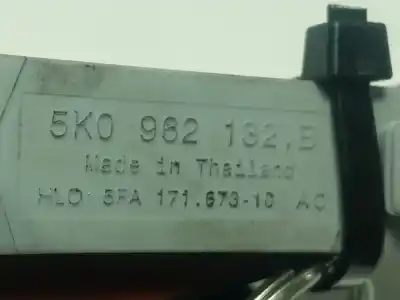 5K0 962 132.B
Made in Thailand
HLO: 5FA 171.673-10 AC